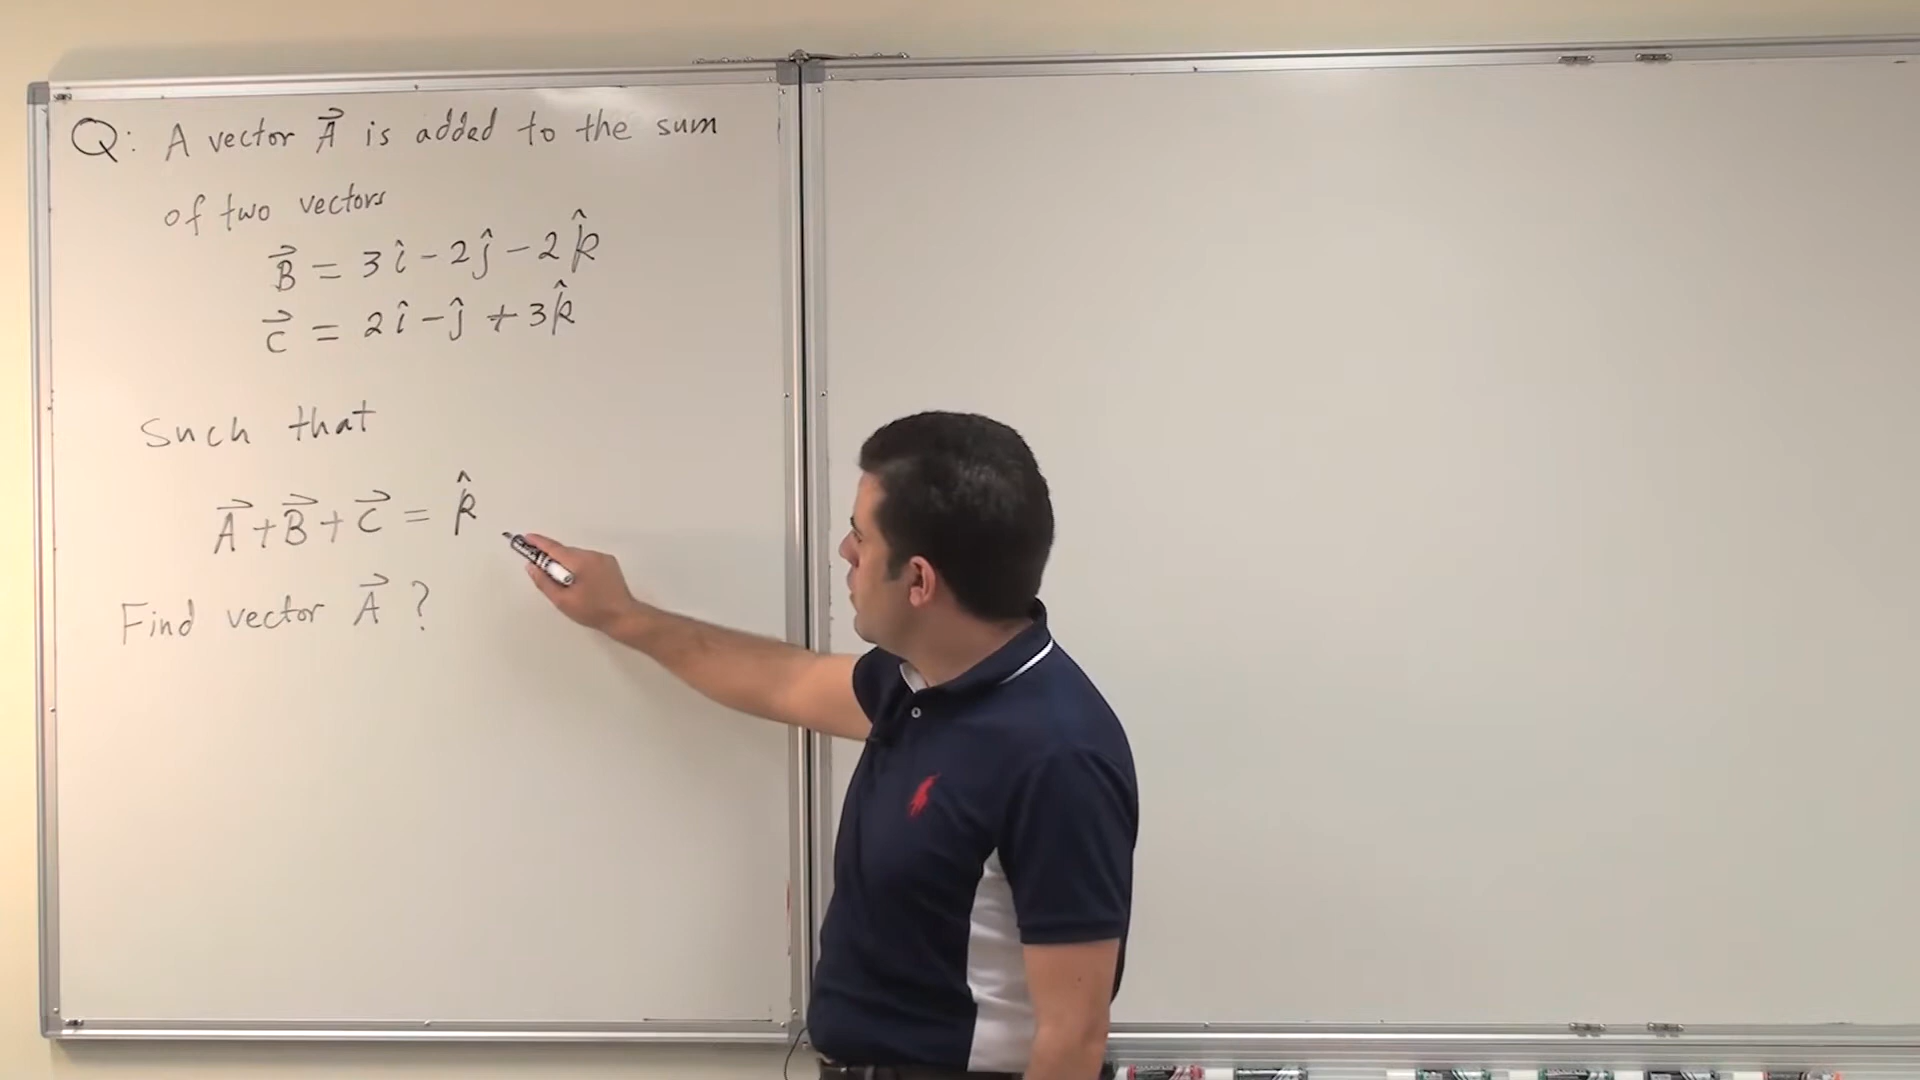 Q: A vector A⃗ is added to the sum
of two vectors
B⃗ = 3î - 2ĵ - 2k̂
C⃗ = 2î - ĵ + 3k̂
Such that
A⃗ + B⃗ + C⃗ = k̂
Find vector A⃗ ?